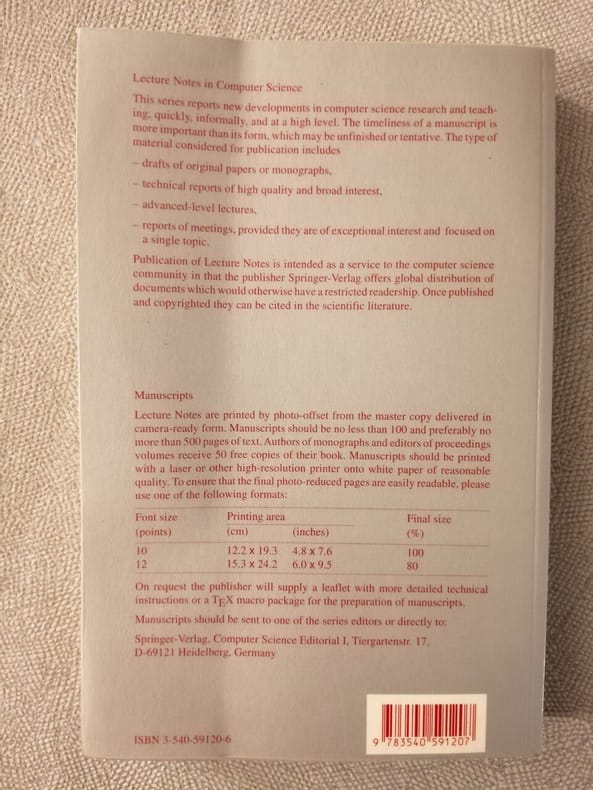 Lecture Notes in Computer Science
This series reports new developments in computer science research and teach-
ing, quickly, informally, and at a high level. The timeliness of a manuscript is
more important than its form, which may be unfinished or tentative. The type of
material considered for publication includes
– drafts of original papers or monographs,
– technical reports of high quality and broad interest,
– advanced-level lectures,
– reports of meetings, provided they are of exceptional interest and focused on
a single topic.
Publication of Lecture Notes is intended as a service to the computer science
community in that the publisher Springer-Verlag offers global distribution of
documents which would otherwise have a restricted readership. Once published
and copyrighted they can be cited in the scientific literature.
Manuscripts
Lecture Notes are printed by photo-offset from the master copy delivered in
camera-ready form. Manuscripts should be no less than 100 and preferably no
more than 500 pages of text. Authors of monographs and editors of proceedings
volumes receive 50 free copies of their book. Manuscripts should be printed
with a laser or other high-resolution printer onto white paper of reasonable
quality. To ensure that the final photo-reduced pages are easily readable, please
use one of the following formats:
Font size Printing area Final size
(points) (cm) (inches) (%)
10 12.2 x 19.3 4.8 x 7.6 100
12 15.3 x 24.2 6.0 x 9.5 80
On request the publisher will supply a leaflet with more detailed technical
instructions or a TEX macro package for the preparation of manuscripts.
Manuscripts should be sent to one of the series editors or directly to:
Springer-Verlag, Computer Science Editorial I, Tiergartenstr. 17,
D-69121 Heidelberg, Germany
ISBN 3-540-59120-6
9 783540 591207